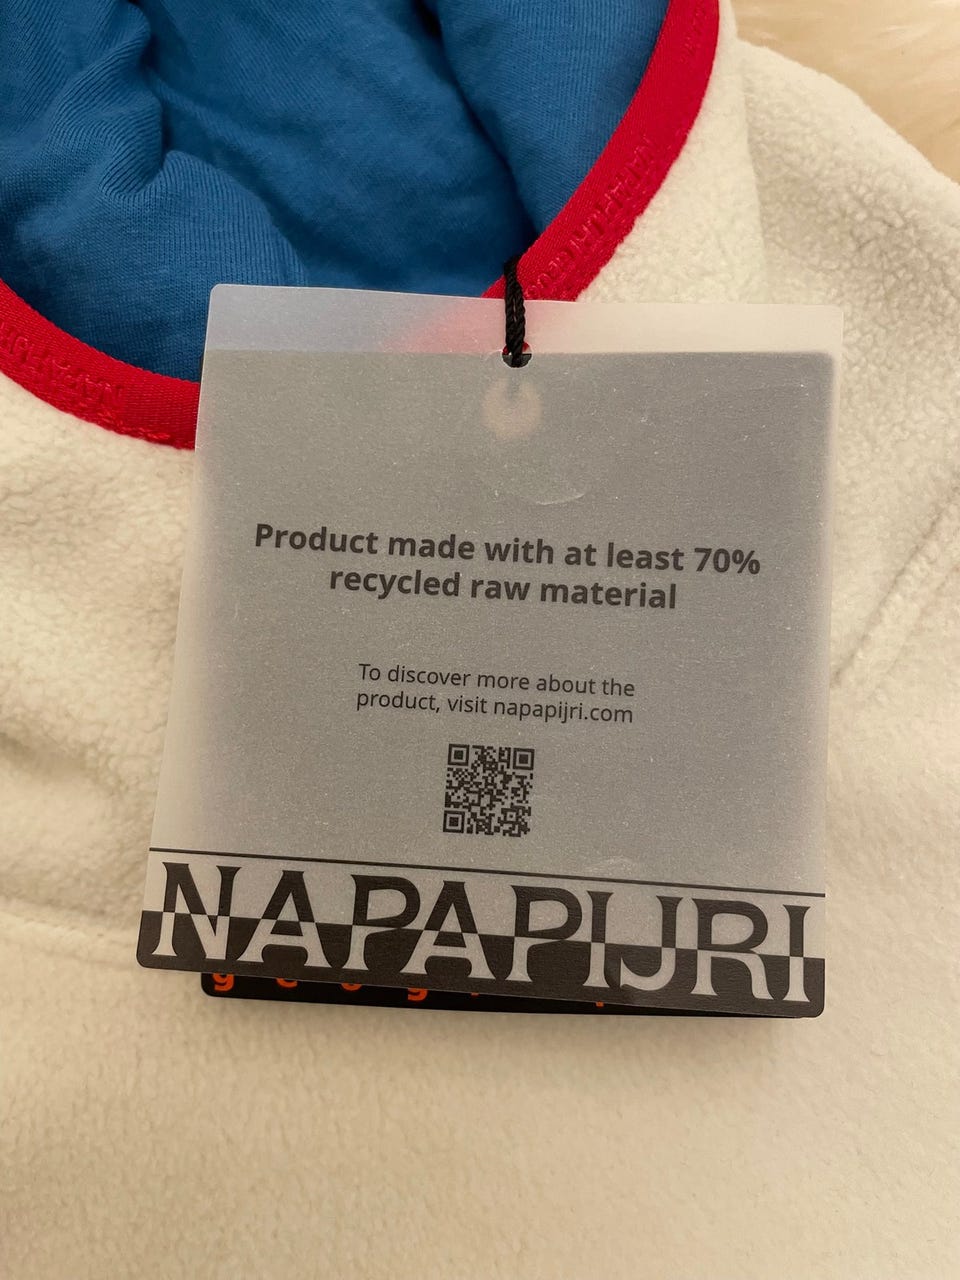 Product made with at least 70%
recycled raw material
To discover more about the
product, visit napapijri.com
NAPAPIJRI